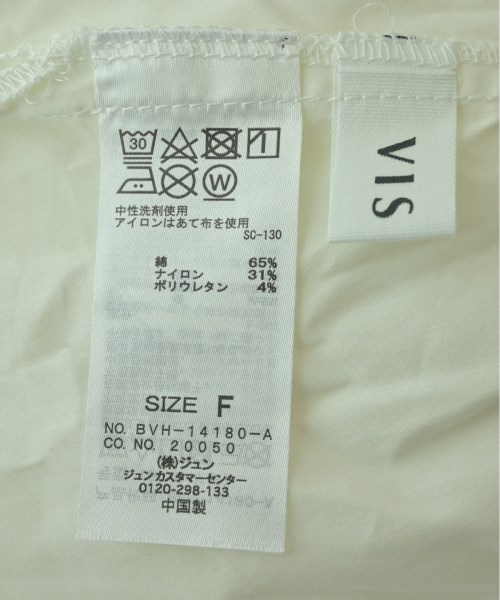 30
W
中性洗剤使用
アイロンはあて布を使用
SC-130
綿 65%
ナイロン 31%
ポリウレタン 4%
SIZE F
NO. BVH-14180-A
CO. NO. 20050
(株)ジュン
ジュンカスタマーセンター
0120-298-133
中国製
VIS